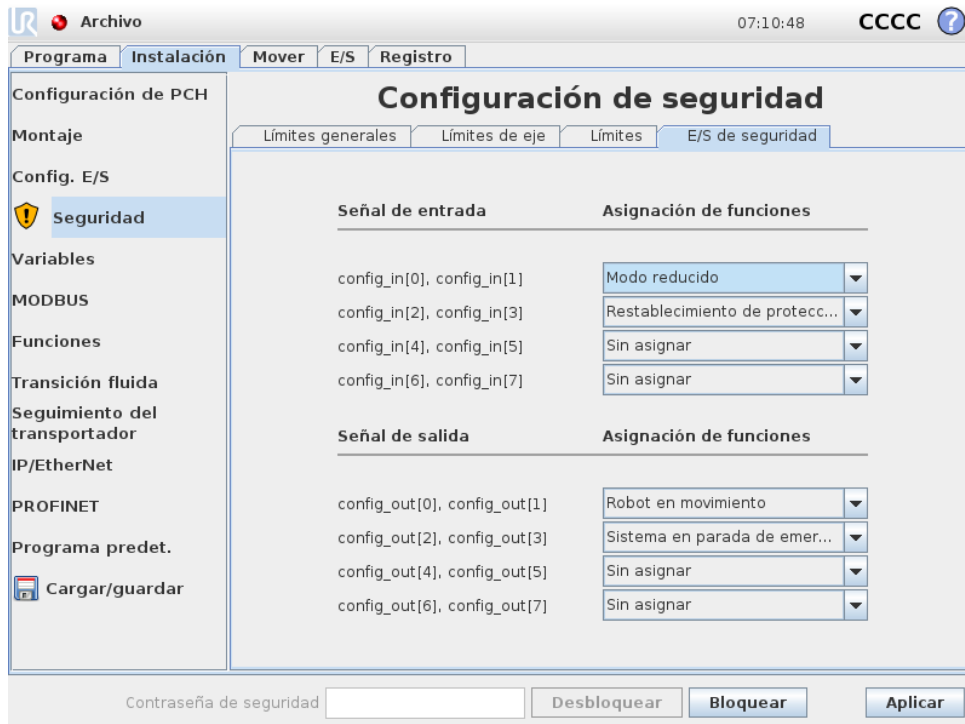 UR Archivo 07:10:48 CCCC ?
Programa Instalación Mover E/S Registro
Configuración de PCH
Montaje
Config. E/S
Seguridad
Variables
MODBUS
Funciones
Transición fluida
Seguimiento del
transportador
IP/EtherNet
PROFINET
Programa predet.
Cargar/guardar
Configuración de seguridad
Límites generales Límites de eje Límites E/S de seguridad
Señal de entrada Asignación de funciones
config_in[0], config_in[1] Modo reducido
config_in[2], config_in[3] Restablecimiento de protecc...
config_in[4], config_in[5] Sin asignar
config_in[6], config_in[7] Sin asignar
Señal de salida Asignación de funciones
config_out[0], config_out[1] Robot en movimiento
config_out[2], config_out[3] Sistema en parada de emer...
config_out[4], config_out[5] Sin asignar
config_out[6], config_out[7] Sin asignar
Contraseña de seguridad Desbloquear Bloquear Aplicar